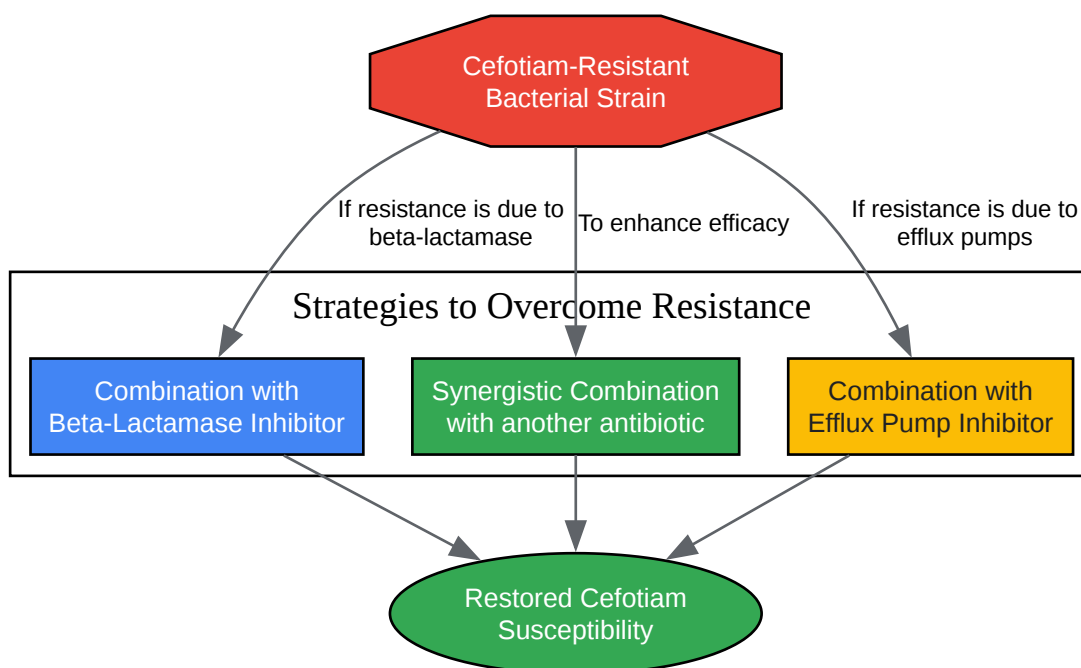 Cefotiam-Resistant
Bacterial Strain
If resistance is due to
beta-lactamase
To enhance efficacy
If resistance is due to
efflux pumps
Strategies to Overcome Resistance
Combination with
Beta-Lactamase Inhibitor
Synergistic Combination
with another antibiotic
Combination with
Efflux Pump Inhibitor
Restored Cefotiam
Susceptibility